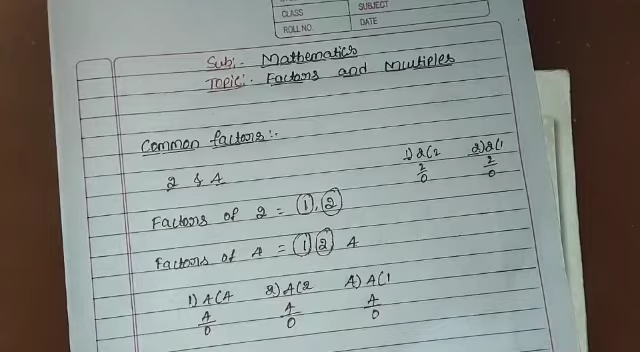 CLASS
SUBJECT
ROLL NO.
DATE
Sub:- Mathematics
Topic:- Factors and Multiples
Common factors:-
2 & 4
1) 2(2
2) 2(1
2
2
0
0
Factors of 2 = 1, 2
Factors of 4 = 1 2 4
1) 4(4
2) 4(2
4) 4(1
4
4
4
0
0
0